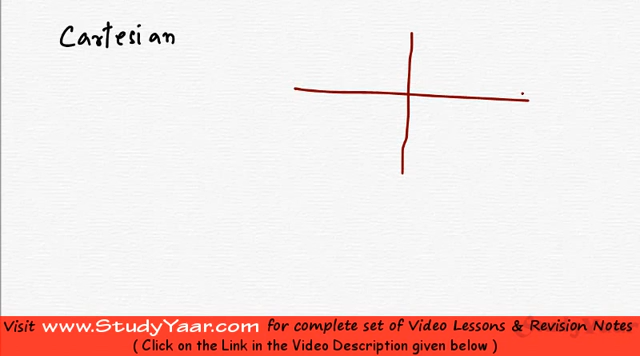 Cartesian
Visit www.StudyYaar.com for complete set of Video Lessons & Revision Notes
( Click on the Link in the Video Description given below )